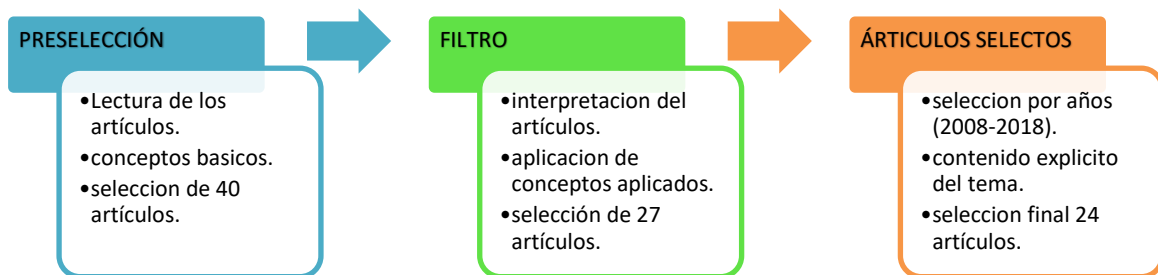 PRESELECCIÓN
•Lectura de los
artículos.
•conceptos basicos.
•seleccion de 40
artículos.
FILTRO
•interpretacion del
artículos.
•aplicacion de
conceptos aplicados.
•selección de 27
artículos.
ÁRTICULOS SELECTOS
•seleccion por años
(2008-2018).
•contenido explicito
del tema.
•seleccion final 24
artículos.